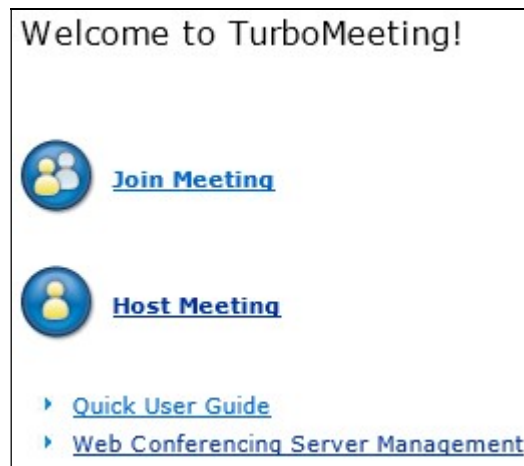 Welcome to TurboMeeting!
Join Meeting
Host Meeting
Quick User Guide
Web Conferencing Server Management